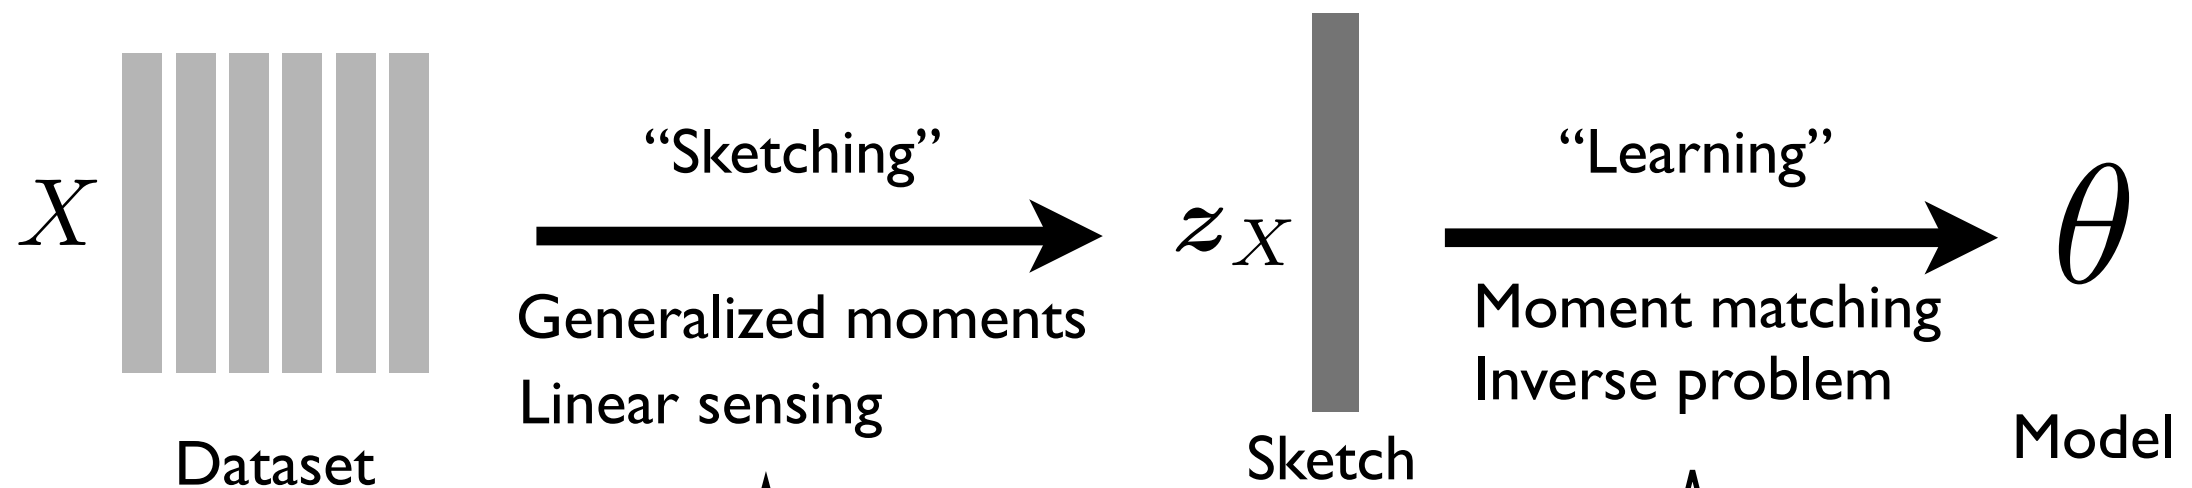 X
“Sketching”
Generalized moments
Linear sensing
Dataset
z_X
Sketch
“Learning”
Moment matching
Inverse problem
θ
Model